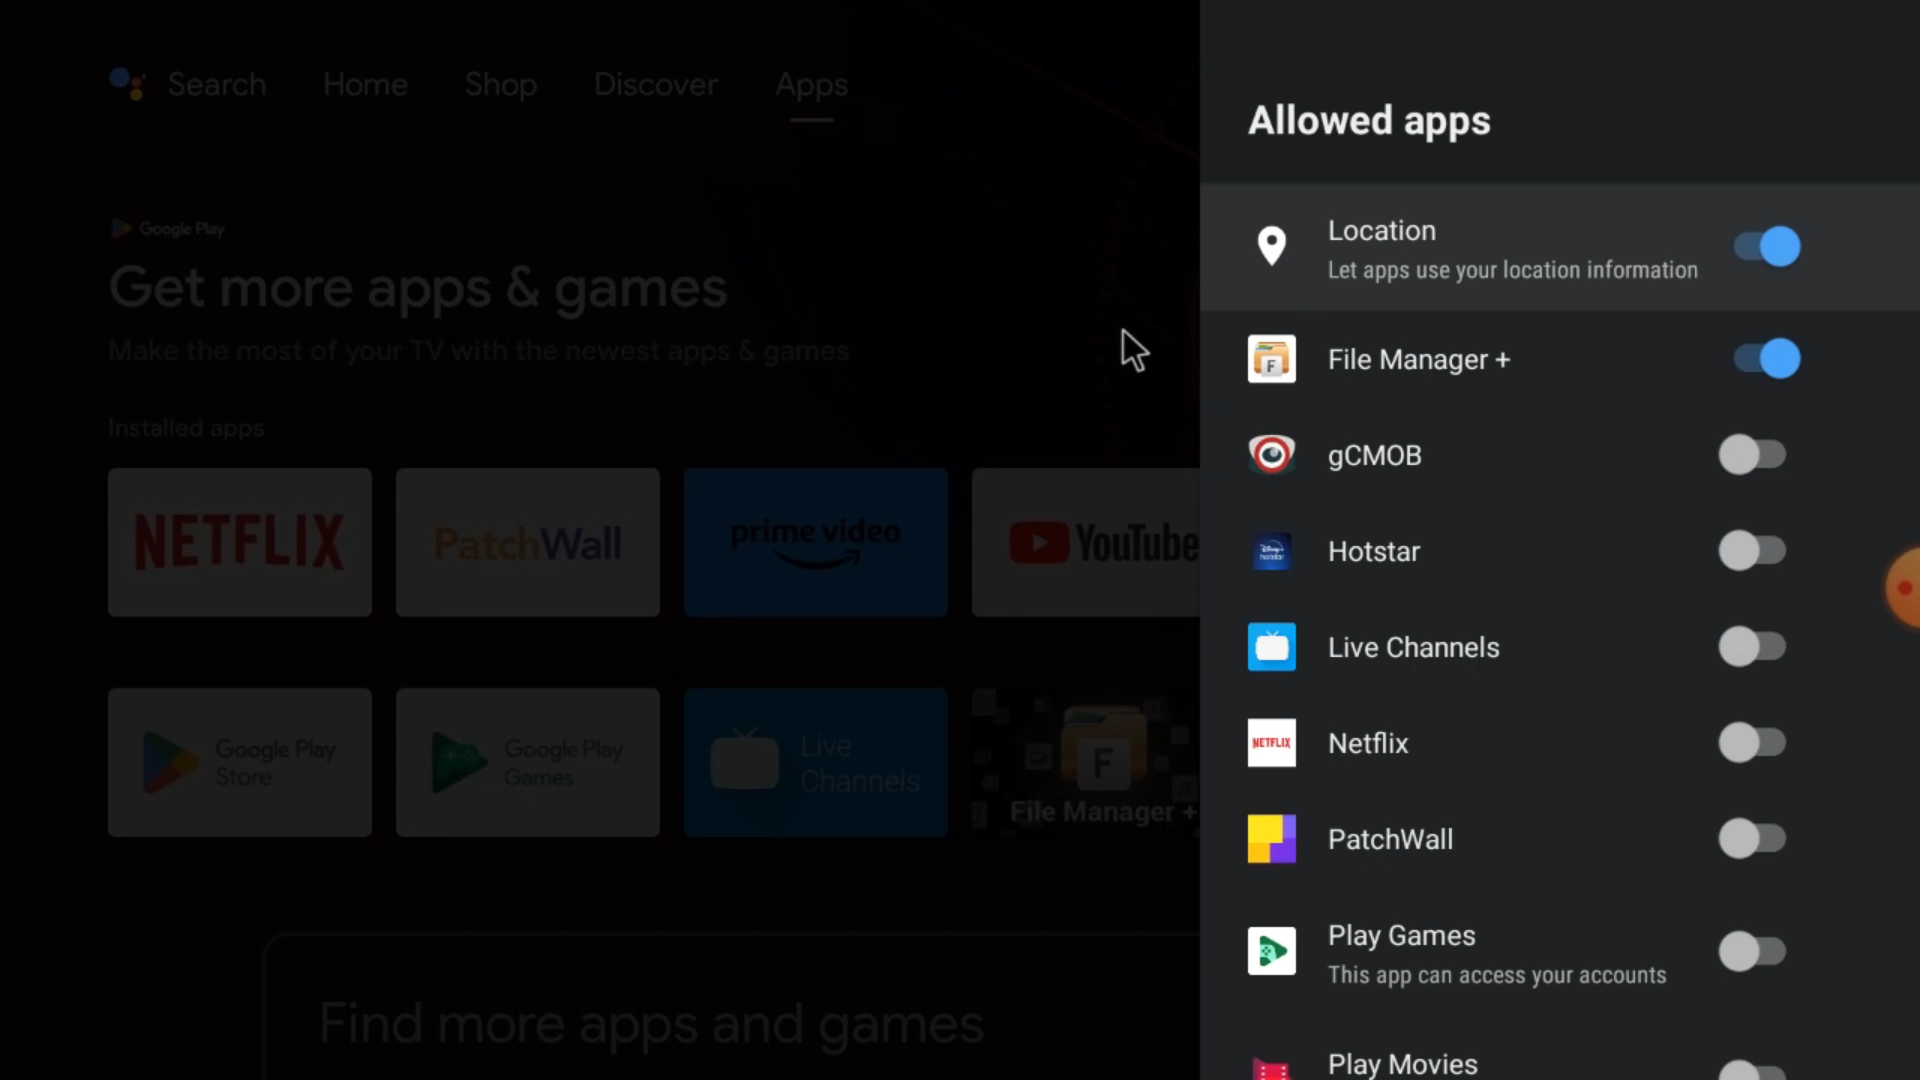 Search Home Shop Discover Apps
Google Play
Get more apps & games
Make the most of your TV with the newest apps & games
Installed apps
NETFLIX
PatchWall
prime video
YouTube
Google Play
Store
Google Play
Games
Live
Channels
F
File Manager +
Find more apps and games
Allowed apps
Location
Let apps use your location information
F
File Manager +
gCMOB
Disney+
hotstar
Hotstar
Live Channels
NETFLIX
Netflix
PatchWall
Play Games
This app can access your accounts
Play Movies